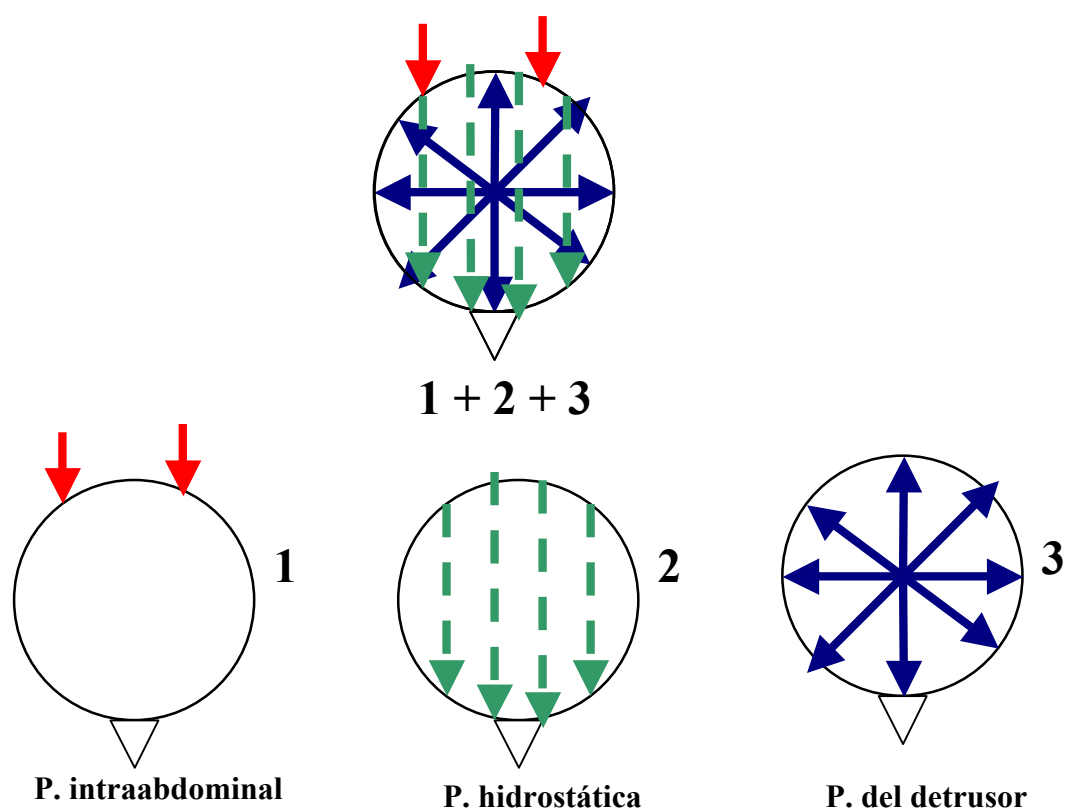 1 + 2 + 3
1
2
3
P. intraabdominal
P. hidrostática
P. del detrusor